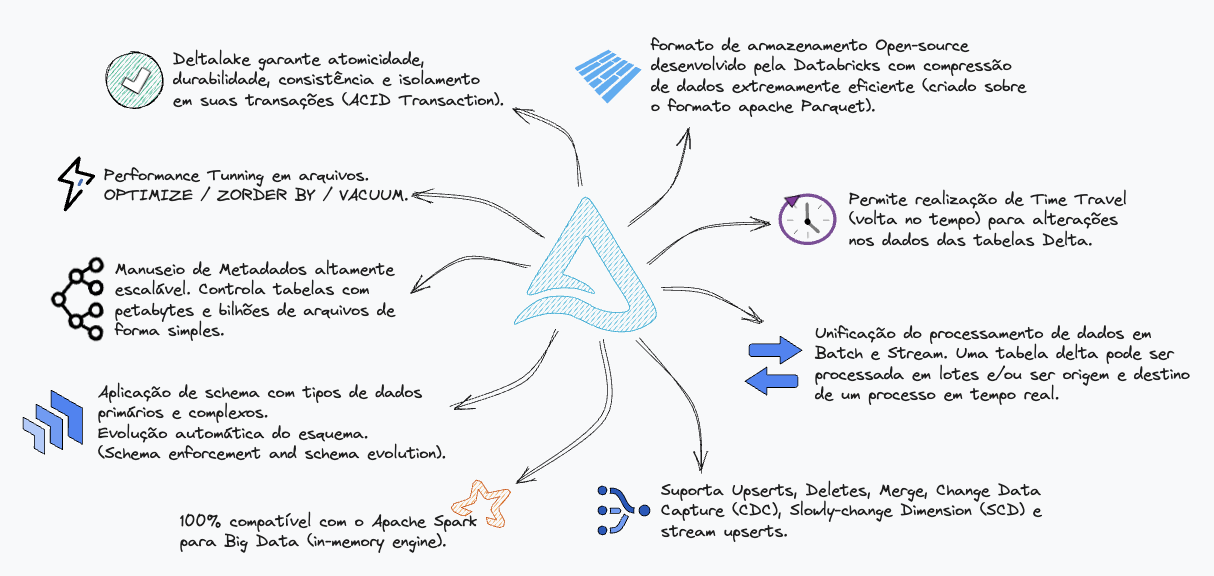 Deltalake garante atomicidade,
durabilidade, consistência e isolamento
em suas transações (ACID Transaction).
formato de armazenamento Open-source
desenvolvido pela Databricks com compressão
de dados extremamente eficiente (criado sobre
o formato apache Parquet).
Performance Tunning em arquivos.
OPTIMIZE / ZORDER BY / VACUUM.
Permite realização de Time Travel
(volta no tempo) para alterações
nos dados das tabelas Delta.
Manuseio de Metadados altamente
escalável. Controla tabelas com
petabytes e bilhões de arquivos de
forma simples.
Unificação do processamento de dados em
Batch e Stream. Uma tabela delta pode ser
processada em lotes e/ou ser origem e destino
de um processo em tempo real.
Aplicação de schema com tipos de dados
primários e complexos.
Evolução automática do esquema.
(Schema enforcement and schema evolution).
100% compatível com o Apache Spark
para Big Data (in-memory engine).
Suporta Upserts, Deletes, Merge, Change Data
Capture (CDC), Slowly-change Dimension (SCD) e
stream upserts.